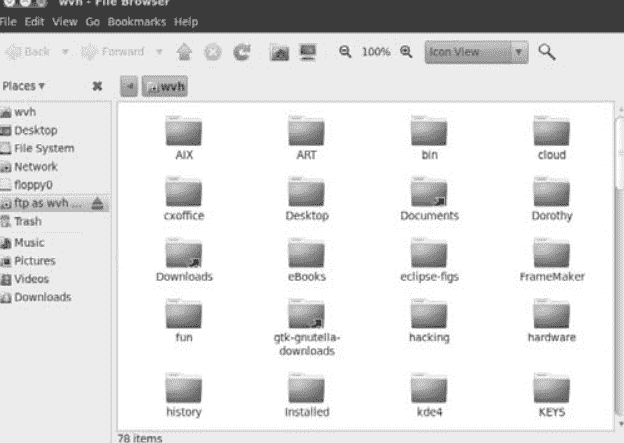 wvh - File Browser
File Edit View Go Bookmarks Help
Back Forward 100% Icon View
Places wvh
wvh
Desktop
File System
Network
floppy0
ftp as wvh ...
Trash
Music
Pictures
Videos
Downloads
AIX ART bin cloud
cxoffice Desktop Documents Dorothy
Downloads eBooks eclipse-figs FrameMaker
fun gtk-gnutella- hacking hardware
downloads
history Installed kde4 KEYS
78 items